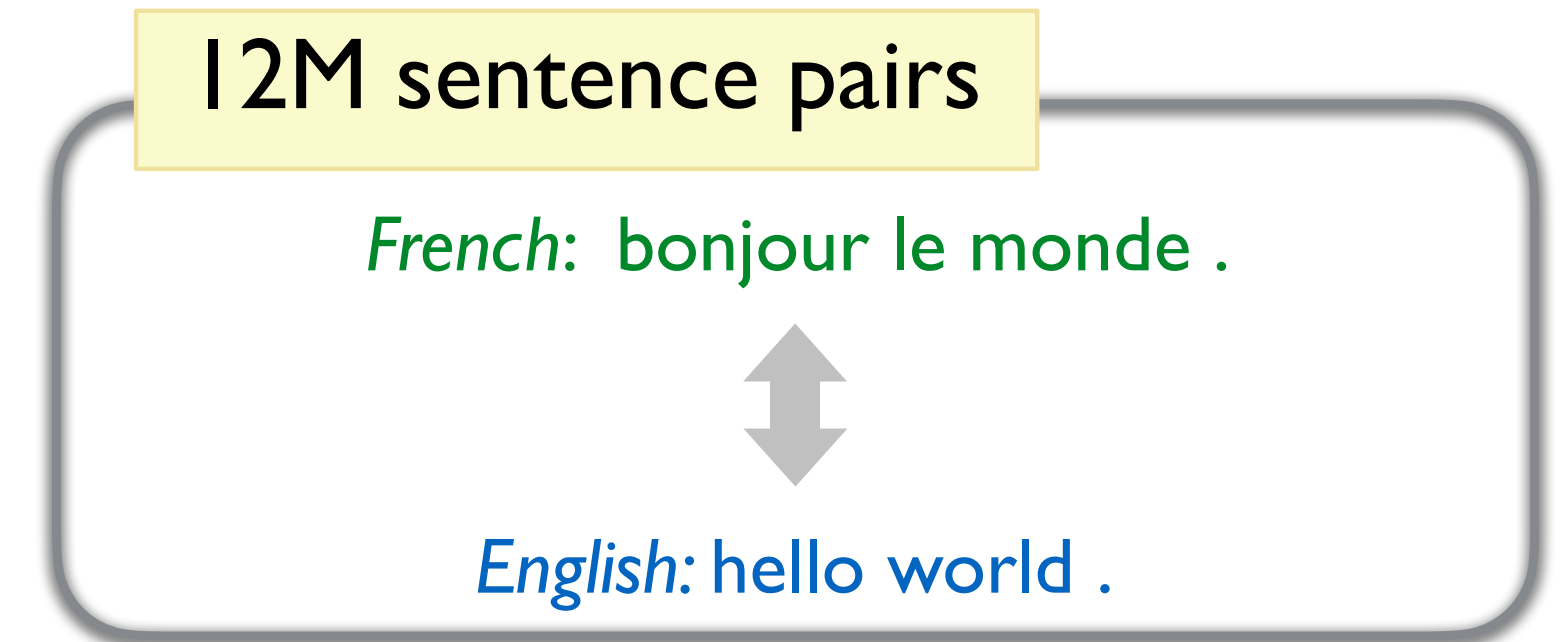 12M sentence pairs
French: bonjour le monde .
English: hello world .